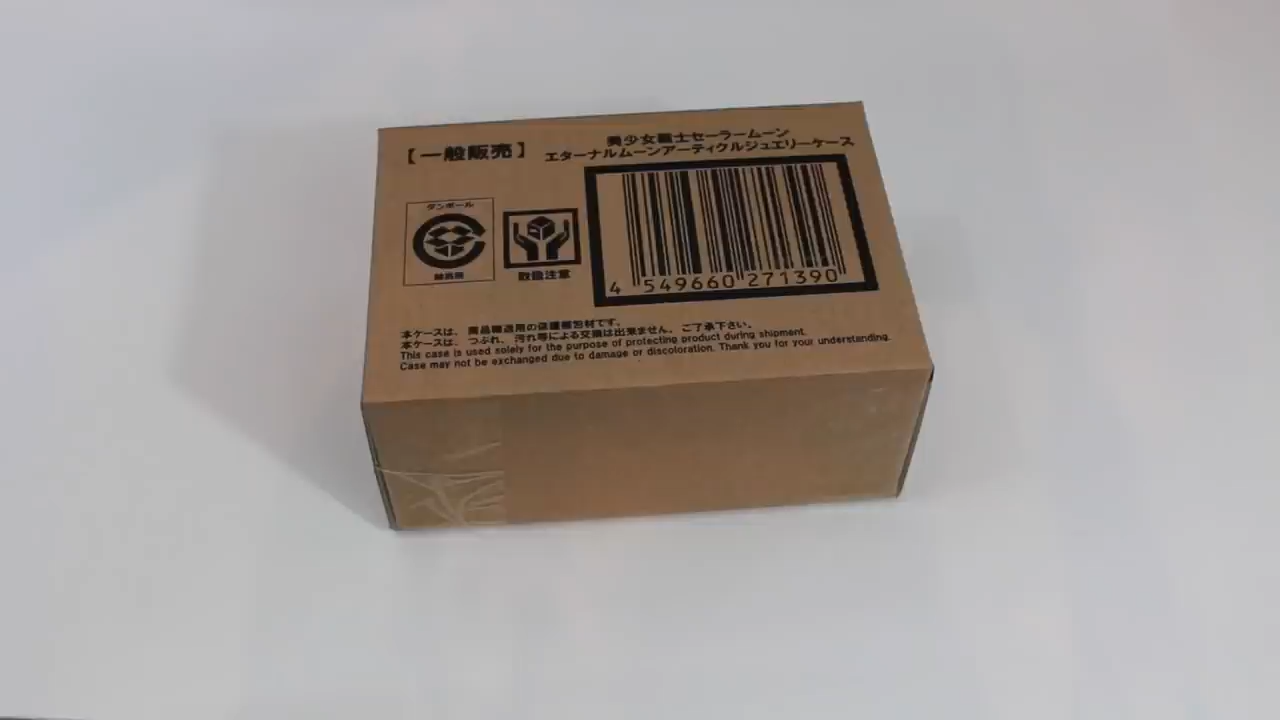 【一般販売】
美少女戦士セーラームーン
エターナルムーンアーティクルジュエリーケース
ダンボール
取扱注意
4 549660 271390
本ケースは、商品輸送用の保護梱包材です。
本ケースは、つぶれ、汚れ等による交換は出来ません、ご了承下さい。
This case is used solely for the purpose of protecting product during shipment.
Case may not be exchanged due to damage or discoloration. Thank you for your understanding.